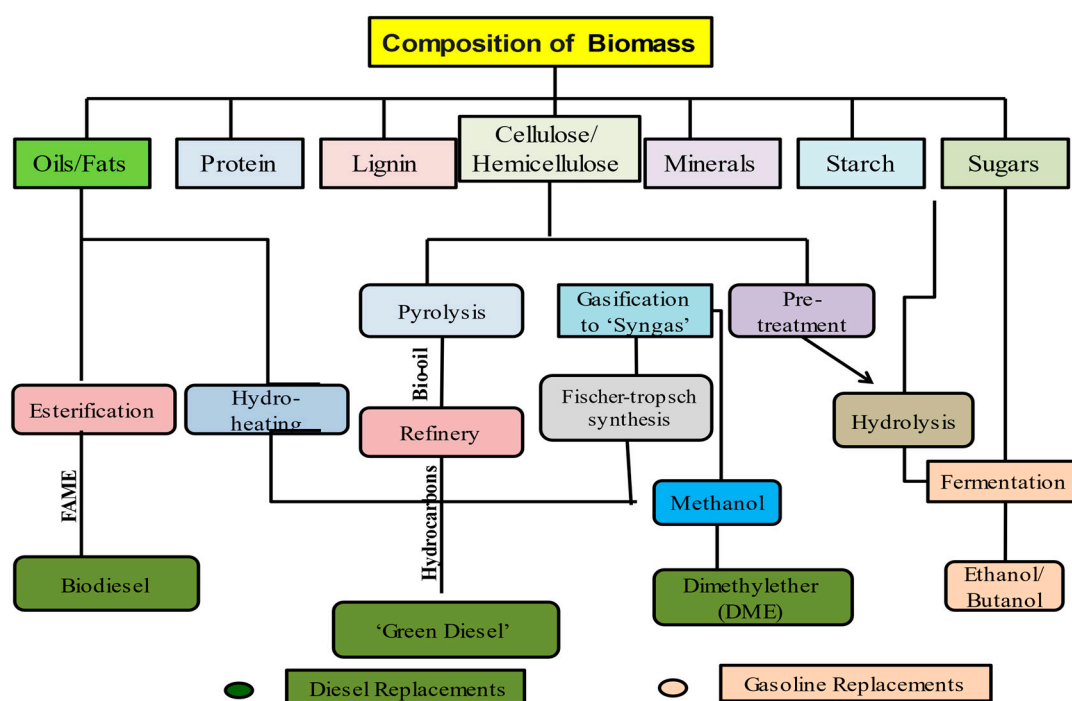 Composition of Biomass
Oils/Fats
Protein
Lignin
Cellulose/
Hemicellulose
Minerals
Starch
Sugars
Pyrolysis
Gasification
to ‘Syngas’
Pre-
treatment
Bio-oil
Esterification
Hydro-
heating
Refinery
Fischer-tropsch
synthesis
Hydrolysis
FAME
Hydrocarbons
Methanol
Fermentation
Biodiesel
‘Green Diesel’
Dimethylether
(DME)
Ethanol/
Butanol
Diesel Replacements
Gasoline Replacements